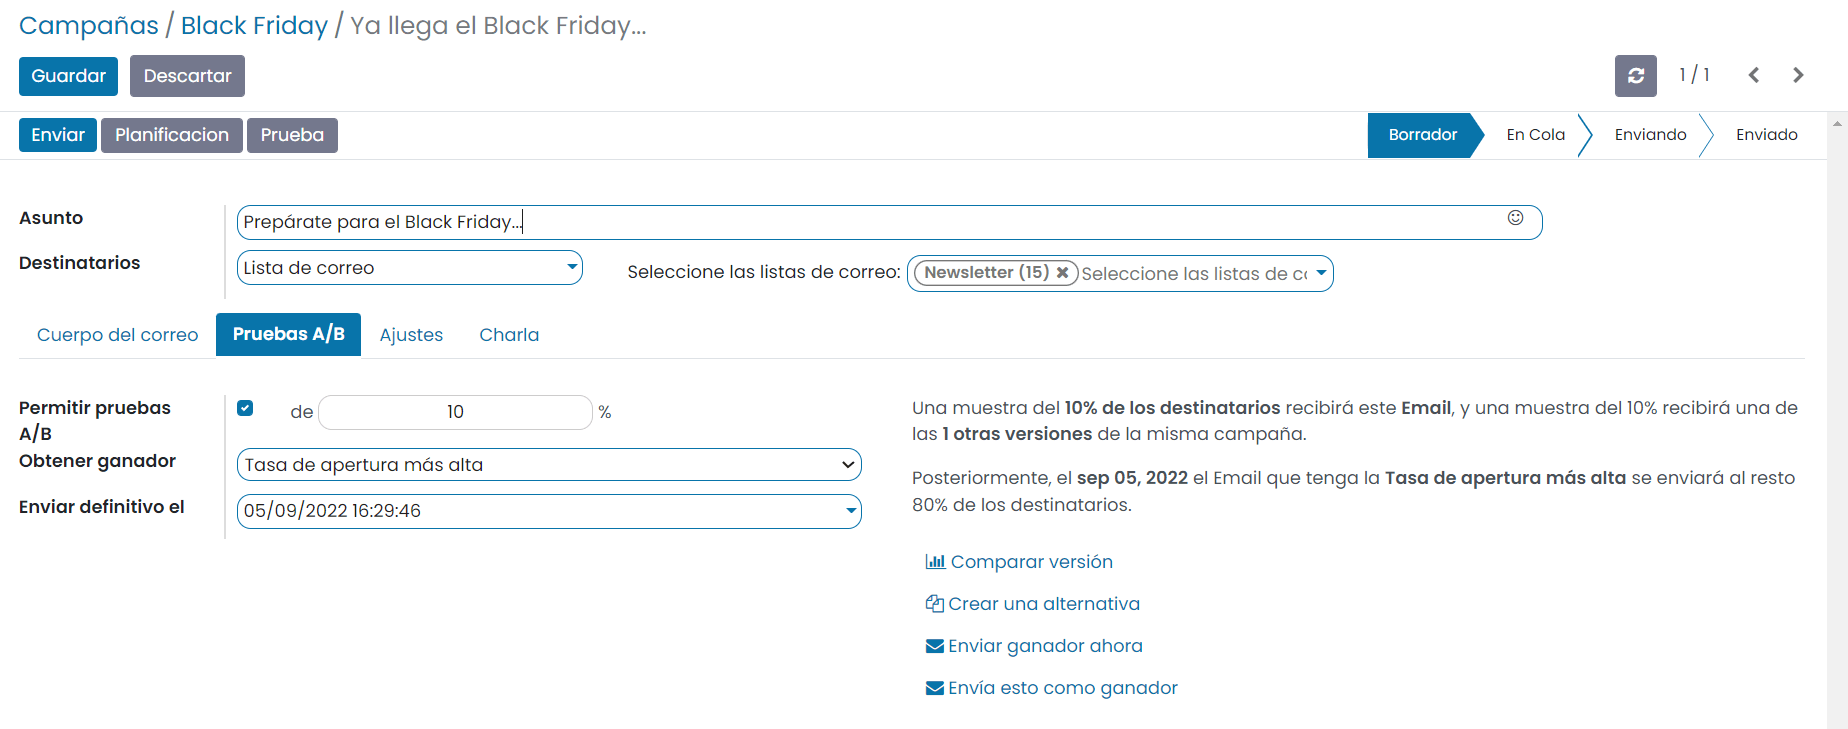 Campañas / Black Friday / Ya llega el Black Friday...
Guardar Descartar 1 / 1
Enviar Planificacion Prueba Borrador En Cola Enviando Enviado
Asunto Prepárate para el Black Friday...
Destinatarios Lista de correo Seleccione las listas de correo: Newsletter (15) Seleccione las listas de cc
Cuerpo del correo Pruebas A/B Ajustes Charla
Permitir pruebas A/B de 10 %
Obtener ganador Tasa de apertura más alta
Enviar definitivo el 05/09/2022 16:29:46
Una muestra del 10% de los destinatarios recibirá este Email, y una muestra del 10% recibirá una de
las 1 otras versiones de la misma campaña.
Posteriormente, el sep 05, 2022 el Email que tenga la Tasa de apertura más alta se enviará al resto
80% de los destinatarios.
Comparar versión
Crear una alternativa
Enviar ganador ahora
Envía esto como ganador